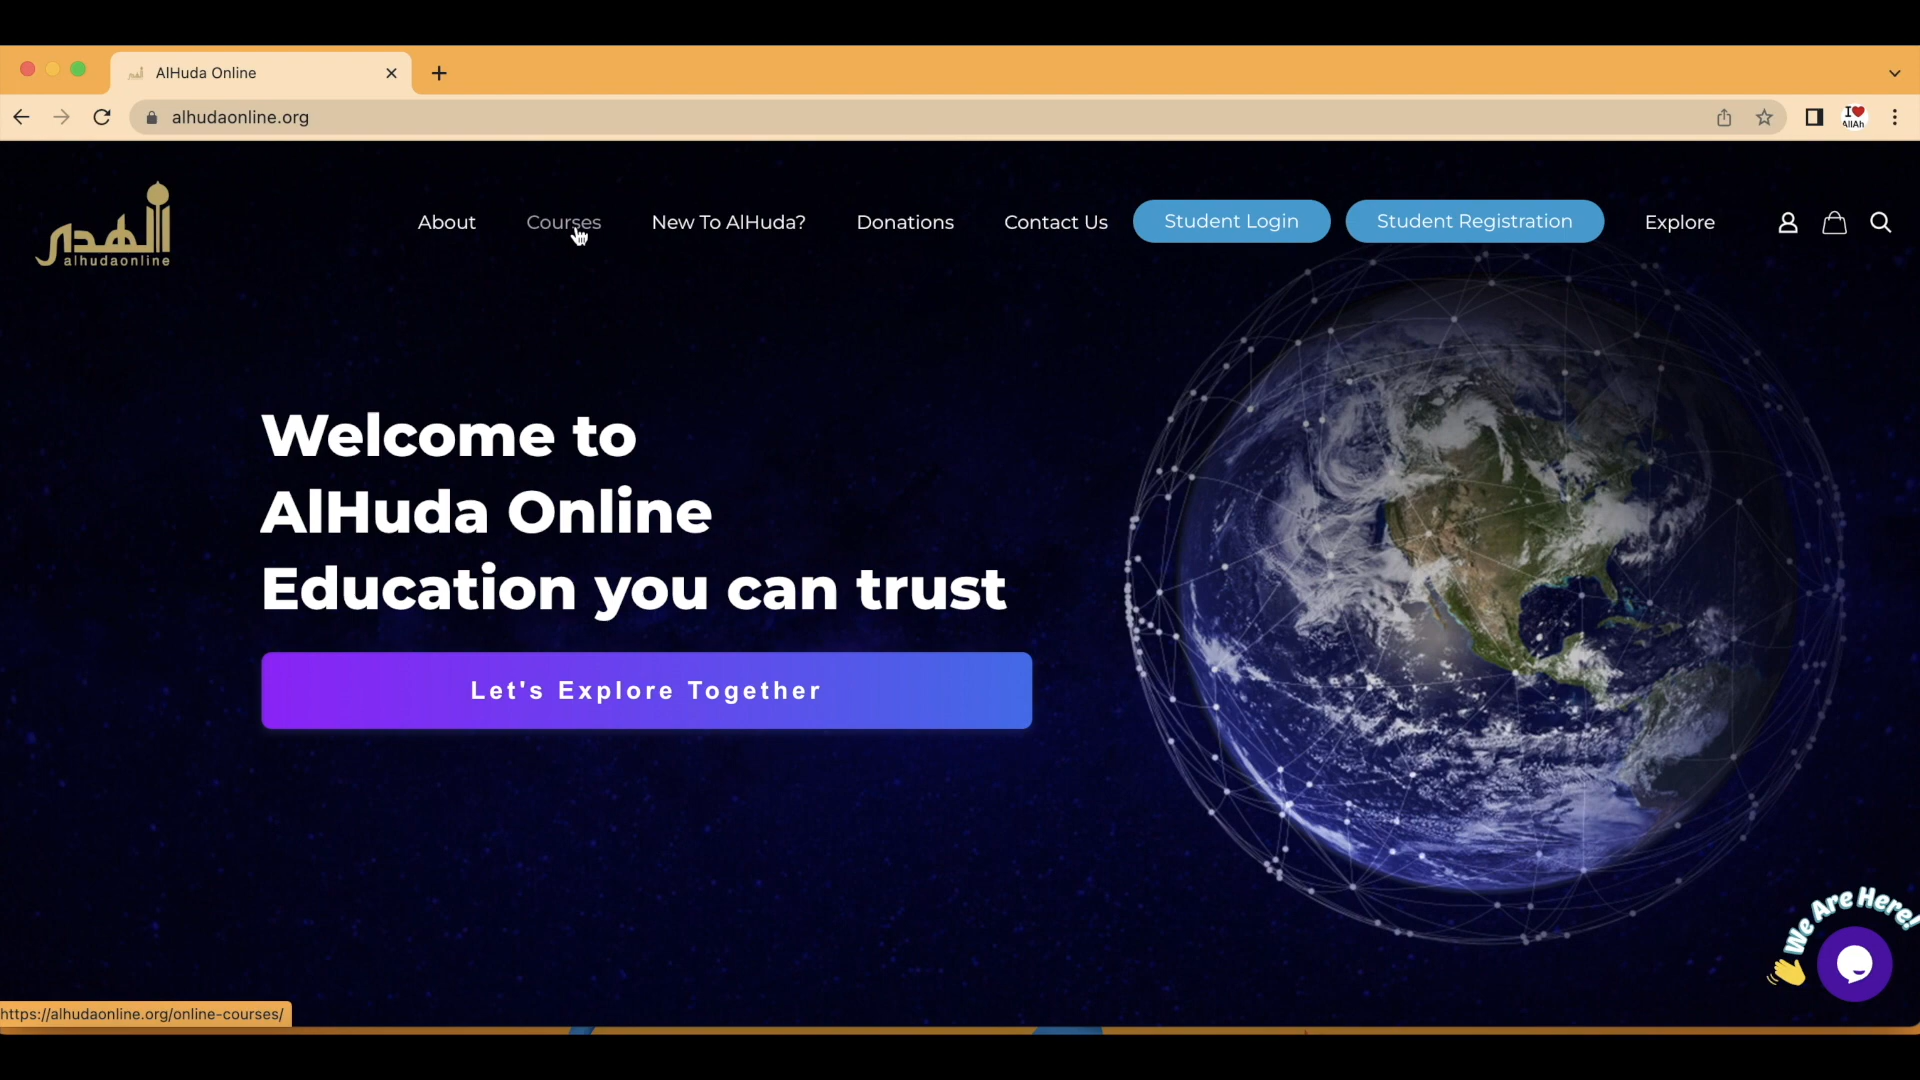 AlHuda Online
alhudaonline.org
I❤
AllAh
الهدى
alhudaonline
About
Courses
New To AlHuda?
Donations
Contact Us
Student Login
Student Registration
Explore
Welcome to
AlHuda Online
Education you can trust
Let's Explore Together
We Are Here!
https://alhudaonline.org/online-courses/